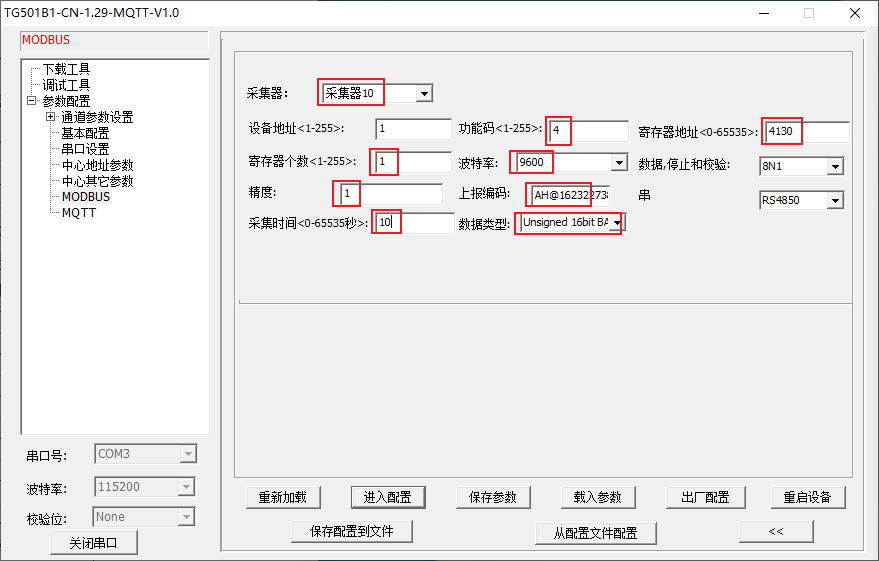 TG501B1-CN-1.29-MQTT-V1.0
MODBUS
下载工具
调试工具
参数配置
通道参数设置
基本配置
串口设置
中心地址参数
中心其它参数
MODBUS
MQTT
串口号: COM3
波特率: 115200
校验位: None
关闭串口
采集器: 采集器10
设备地址<1-255>: 1 功能码<1-255>: 4 寄存器地址<0-65535>: 4130
寄存器个数<1-255>: 1 波特率: 9600 数据,停止和校验: 8N1
精度: 1 上报编码: AH@162322738 串 RS4850
采集时间<0-65535秒>: 10 数据类型: Unsigned 16bit BA
重新加载 进入配置 保存参数 载入参数 出厂配置 重启设备
保存配置到文件 从配置文件配置 <<